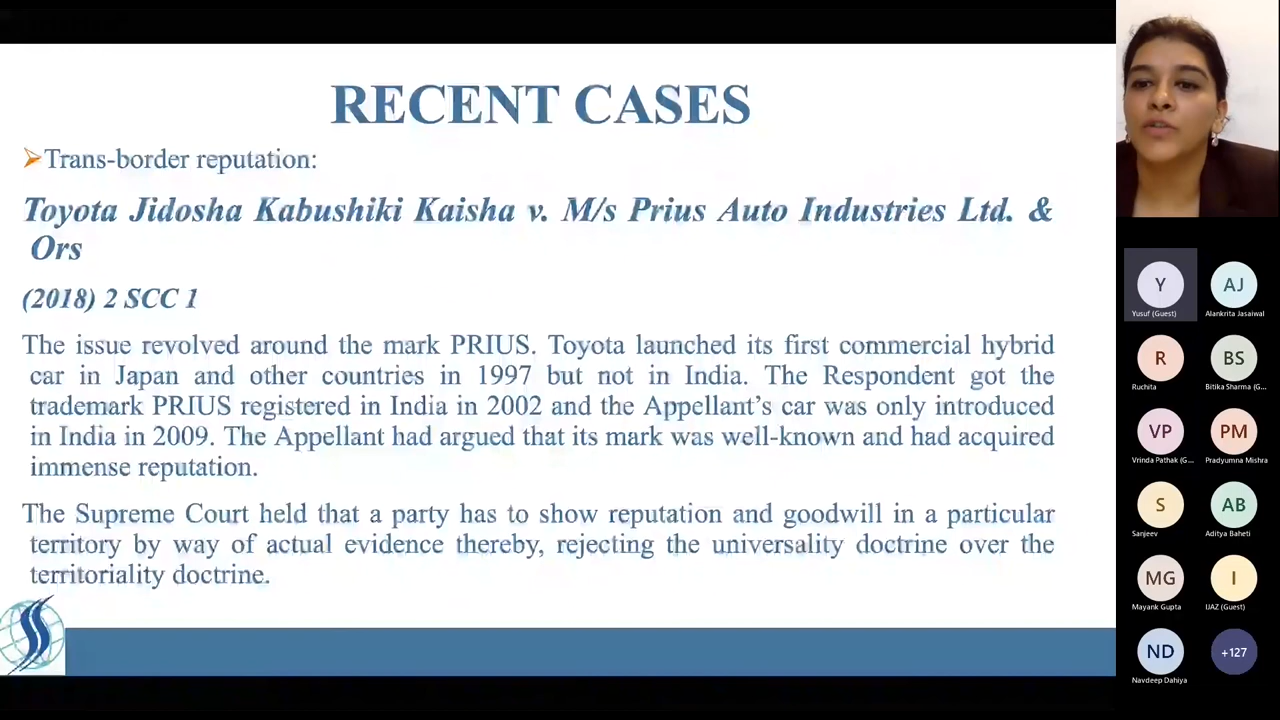 RECENT CASES
➢Trans-border reputation:
Toyota Jidosha Kabushiki Kaisha v. M/s Prius Auto Industries Ltd. &
Ors
(2018) 2 SCC 1
The issue revolved around the mark PRIUS. Toyota launched its first commercial hybrid
car in Japan and other countries in 1997 but not in India. The Respondent got the
trademark PRIUS registered in India in 2002 and the Appellant's car was only introduced
in India in 2009. The Appellant had argued that its mark was well-known and had acquired
immense reputation.
The Supreme Court held that a party has to show reputation and goodwill in a particular
territory by way of actual evidence thereby, rejecting the universality doctrine over the
territoriality doctrine.
Y
AJ
Yusuf (Guest)
Alankrita Jasaiwal
R
BS
Ruchita
Bitika Sharma (G...
VP
PM
Vrinda Pathak (G...
Pradyumna Mishra
S
AB
Sanjeev
Aditya Baheti
MG
I
Mayank Gupta
IJAZ (Guest)
ND
+127
Navdeep Dahiya